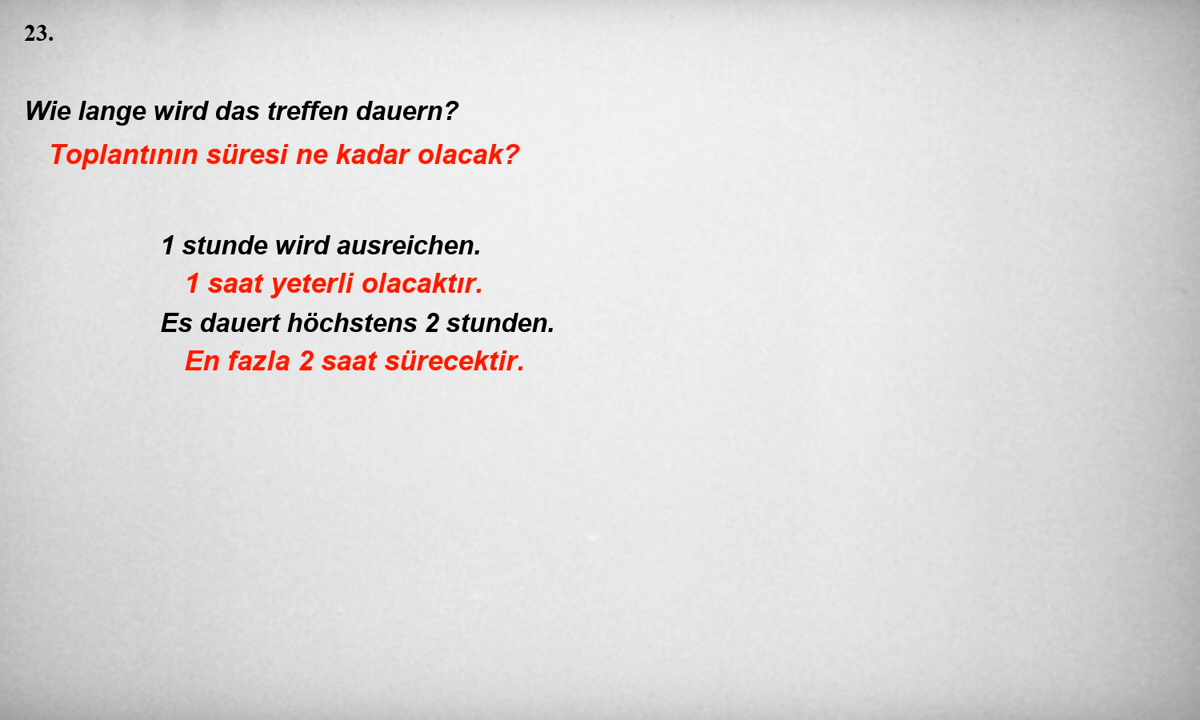 23.
Wie lange wird das treffen dauern?
Toplantının süresi ne kadar olacak?
1 stunde wird ausreichen.
1 saat yeterli olacaktır.
Es dauert höchstens 2 stunden.
En fazla 2 saat sürecektir.